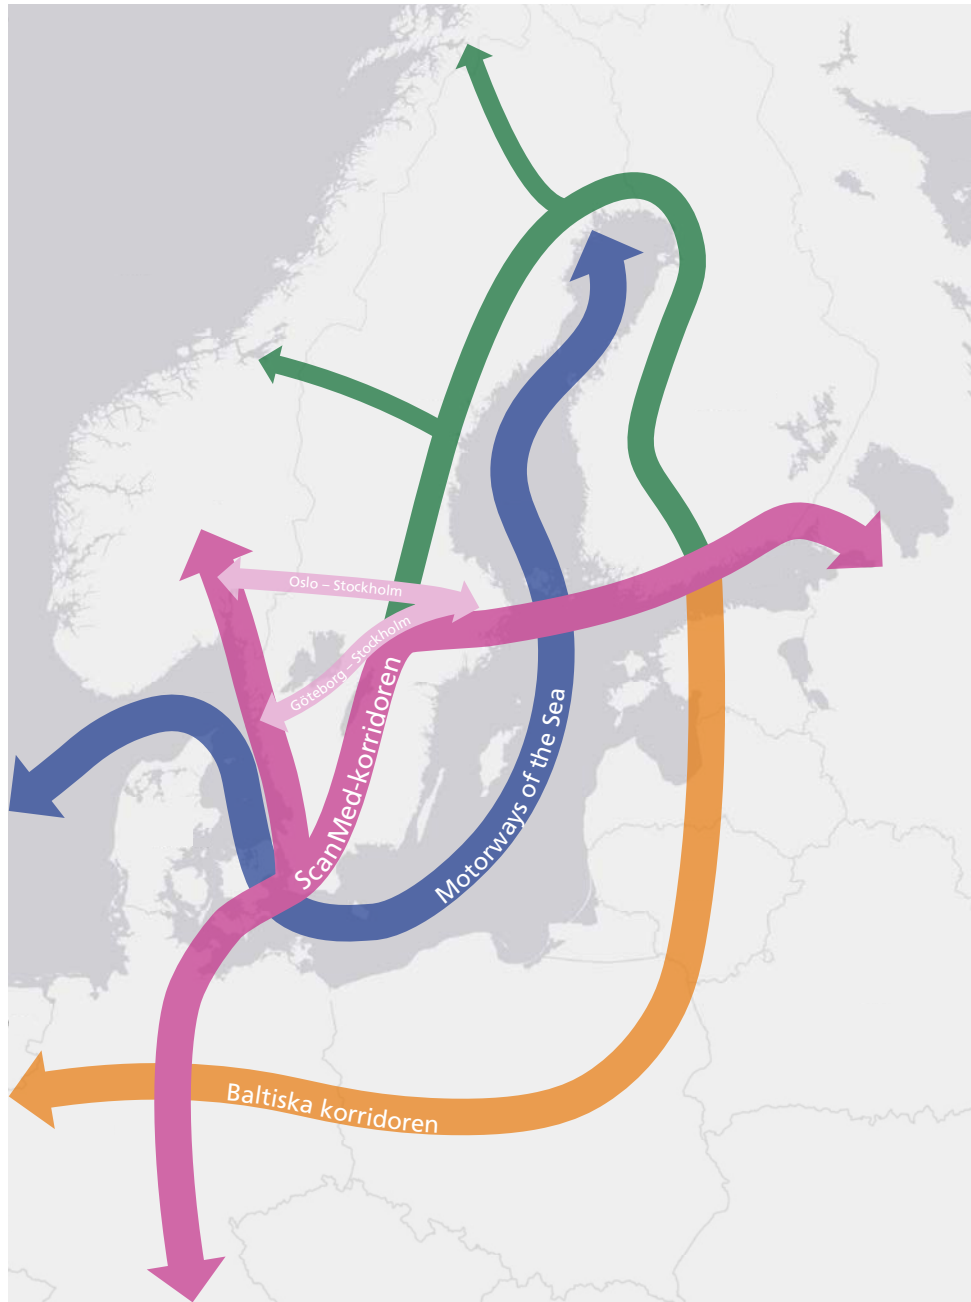 Oslo – Stockholm
Göteborg – Stockholm
ScanMed-korridoren
Motorways of the Sea
Baltiska korridoren